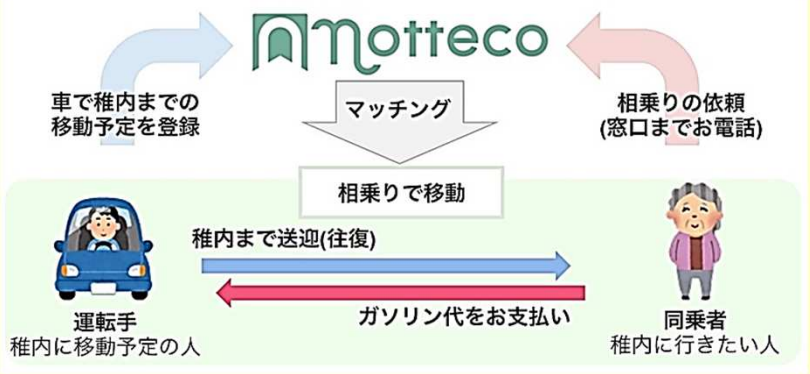 notteco
車で稚内までの
移動予定を登録
マッチング
相乗りの依頼
(窓口までお電話)
相乗りで移動
稚内まで送迎(往復)
ガソリン代をお支払い
運転手
稚内に移動予定の人
同乗者
稚内に行きたい人